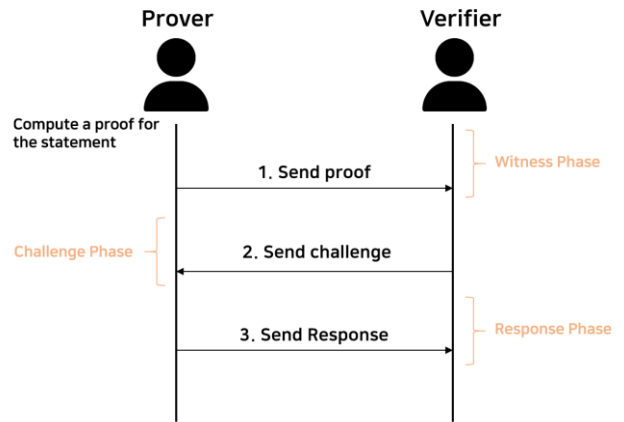 Prover
Verifier
Compute a proof for
the statement
1. Send proof
Witness Phase
Challenge Phase
2. Send challenge
3. Send Response
Response Phase